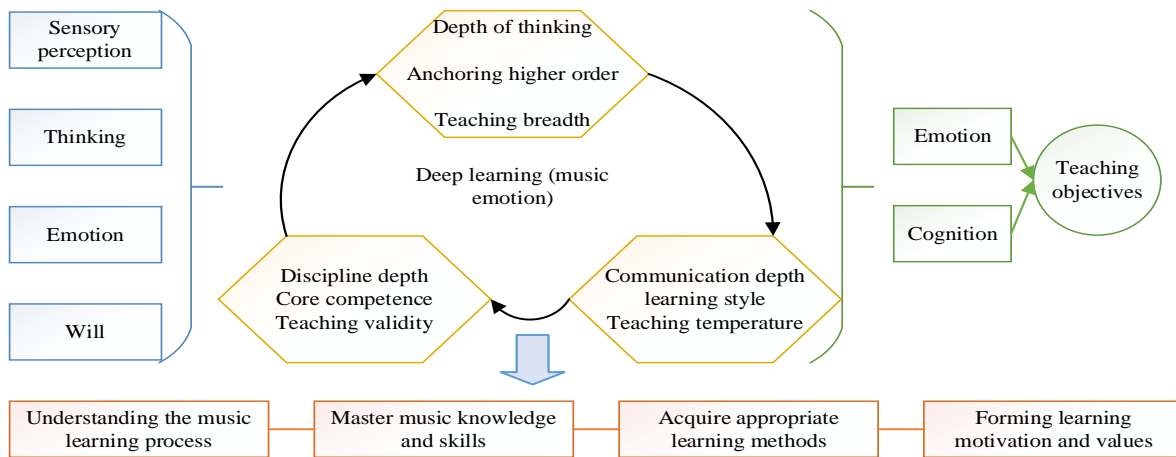 Sensory
perception
Thinking
Emotion
Will
Depth of thinking
Anchoring higher order
Teaching breadth
Deep learning (music
emotion)
Discipline depth
Core competence
Teaching validity
Communication depth
learning style
Teaching temperature
Emotion
Cognition
Teaching
objectives
Understanding the music
learning process
Master music knowledge
and skills
Acquire appropriate
learning methods
Forming learning
motivation and values